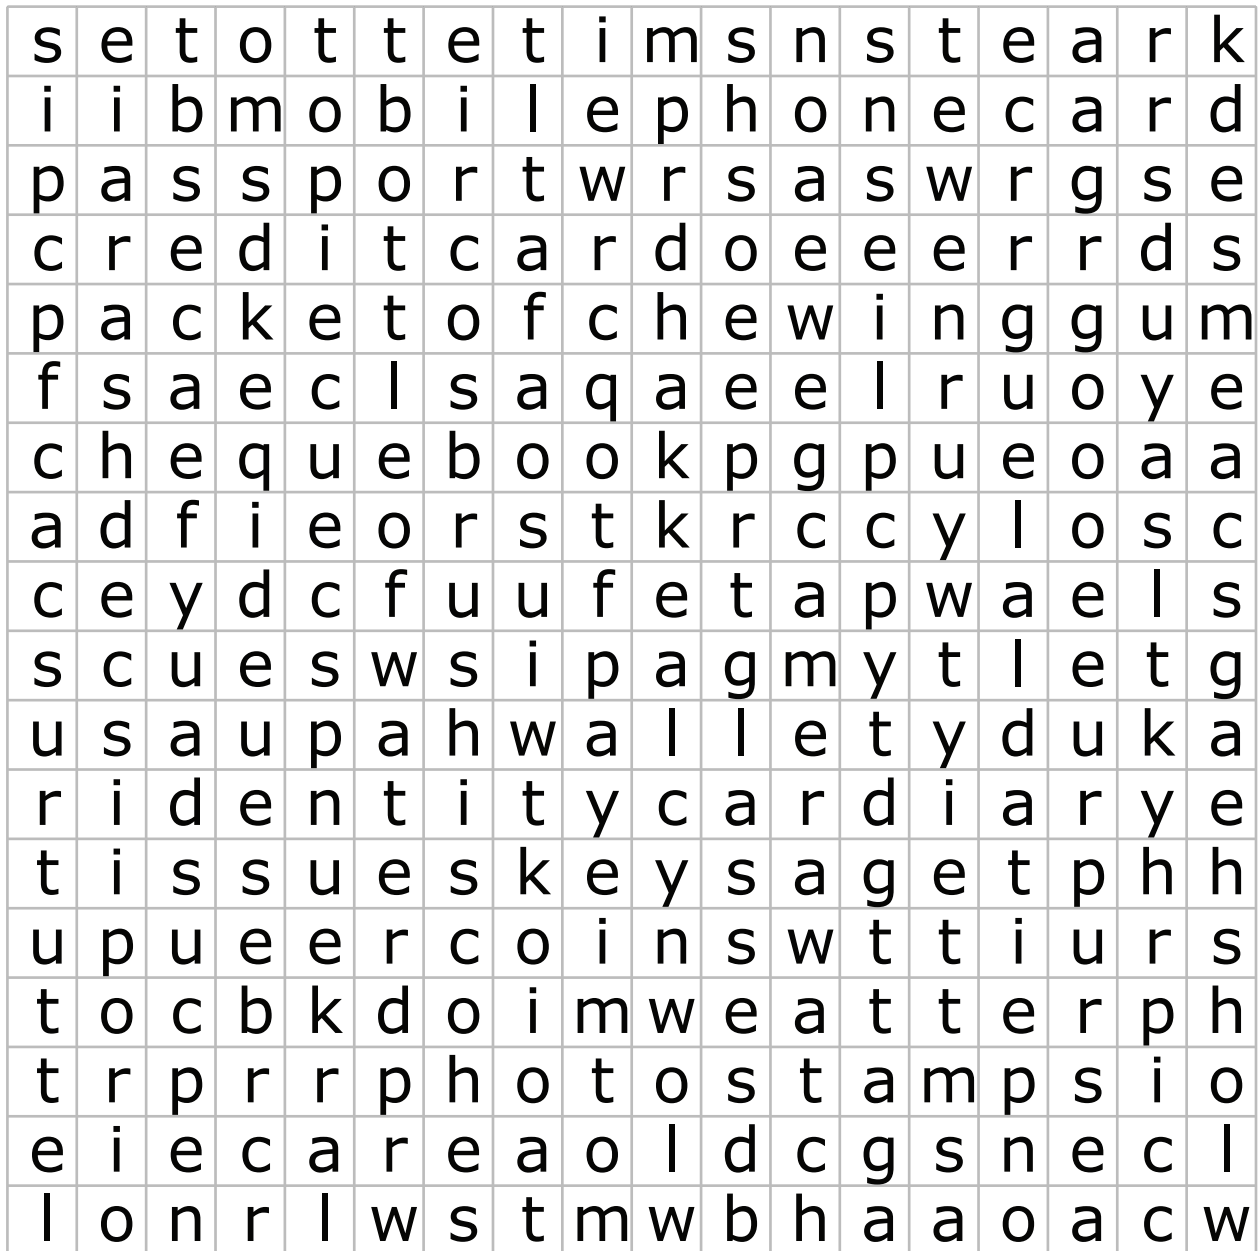 s e t o t t e t i m s n s t e a r k
i i b m o b i l e p h o n e c a r d
p a s s p o r t w r s a s w r g s e
c r e d i t c a r d o e e e r r d s
p a c k e t o f c h e w i n g g u m
f s a e c l s a q a e e l r u o y e
c h e q u e b o o k p g p u e o a a
a d f i e o r s t k r c c y l o s c
c e y d c f u u f e t a p w a e l s
s c u e s w s i p a g m y t l e t g
u s a u p a h w a l l e t y d u k a
r i d e n t i t y c a r d i a r y e
t i s s u e s k e y s a g e t p h h
u p u e e r c o i n s w t t i u r s
t o c b k d o i m w e a t t e r p h
t r p r r p h o t o s t a m p s i o
e i e c a r e a o l d c g s n e c l
l o n r l w s t m w b h a a o a c w